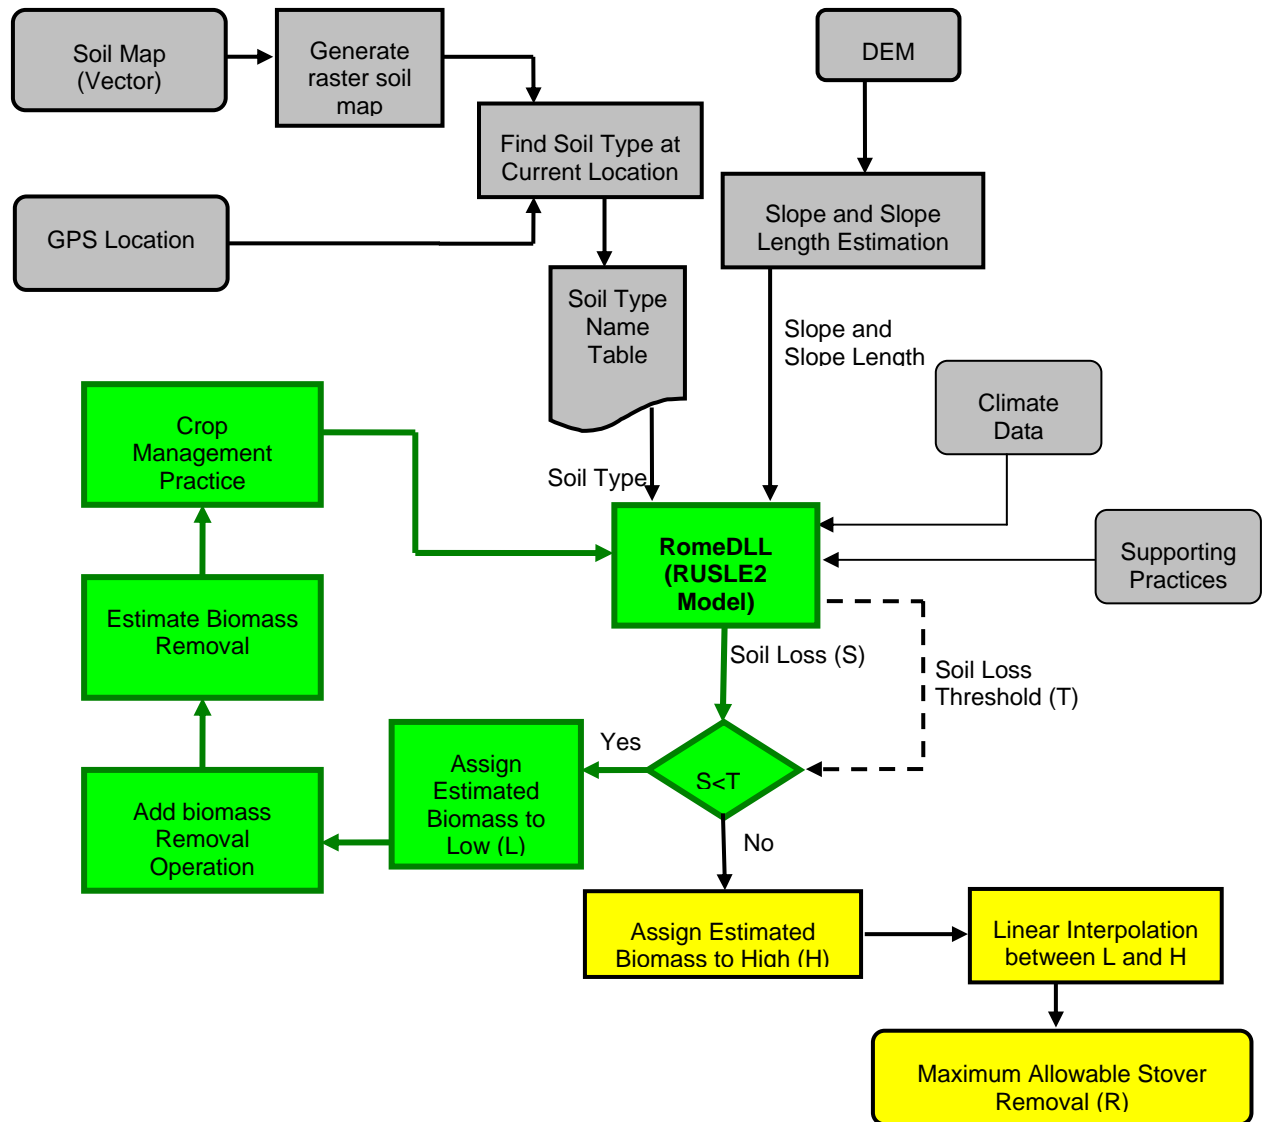 Soil Map
(Vector)
Generate
raster soil
map
DEM
Find Soil Type at
Current Location
GPS Location
Slope and Slope
Length Estimation
Soil Type
Name
Table
Slope and
Slope Length
Climate
Data
Crop
Management
Practice
Soil Type
RomeDLL
(RUSLE2
Model)
Supporting
Practices
Estimate Biomass
Removal
Soil Loss (S)
Soil Loss
Threshold (T)
Yes
Assign
Estimated
Biomass to
Low (L)
S<T
Add biomass
Removal
Operation
No
Assign Estimated
Biomass to High (H)
Linear Interpolation
between L and H
Maximum Allowable Stover
Removal (R)